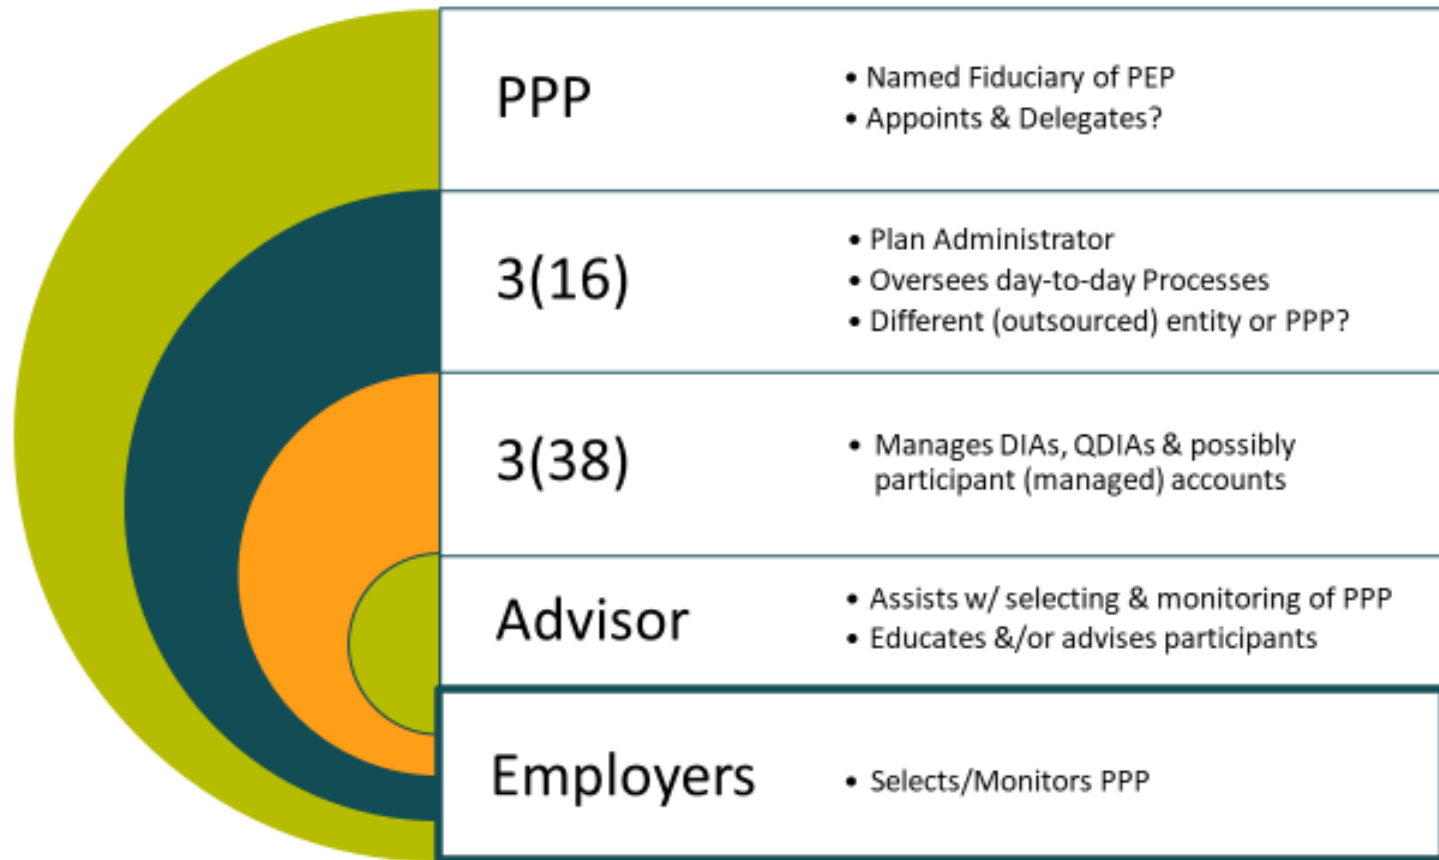 PPP
• Named Fiduciary of PEP
• Appoints & Delegates?
3(16)
• Plan Administrator
• Oversees day-to-day Processes
• Different (outsourced) entity or PPP?
3(38)
• Manages DIAs, QDIAs & possibly
participant (managed) accounts
Advisor
• Assists w/ selecting & monitoring of PPP
• Educates &/or advises participants
Employers
• Selects/Monitors PPP